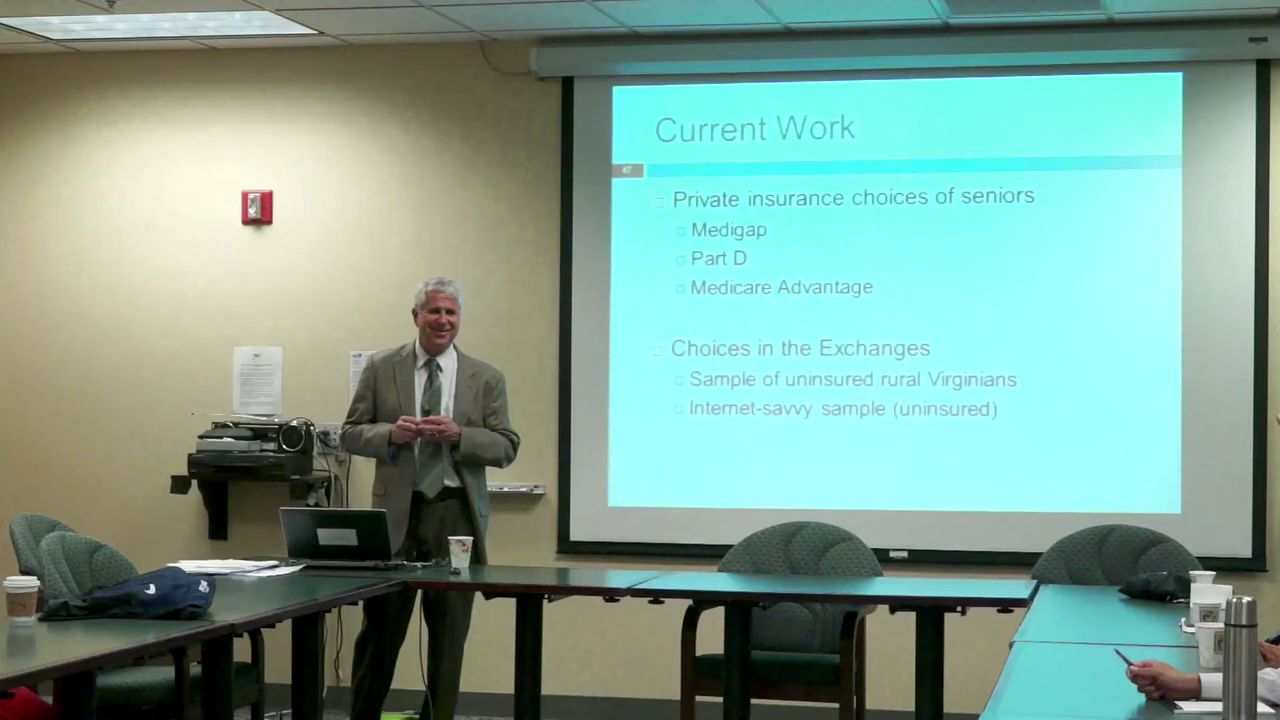 Current Work
47
Private insurance choices of seniors
Medigap
Part D
Medicare Advantage
Choices in the Exchanges
Sample of uninsured rural Virginians
Internet-savvy sample (uninsured)